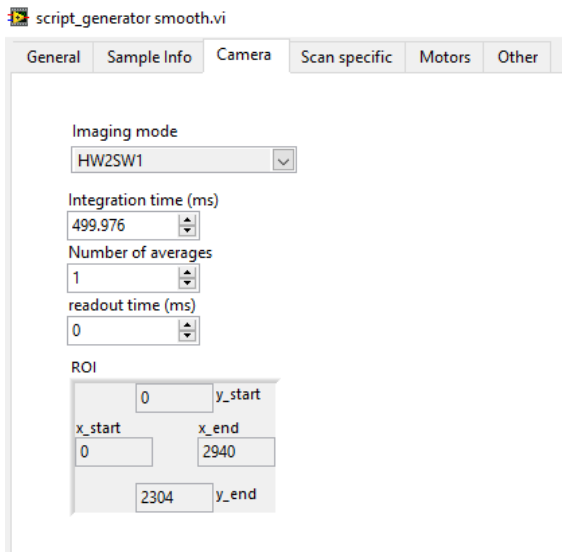 script_generator smooth.vi
General Sample Info Camera Scan specific Motors Other
Imaging mode
HW2SW1
Integration time (ms)
499.976
Number of averages
1
readout time (ms)
0
ROI
0 y_start
x_start x_end
0 2940
2304 y_end